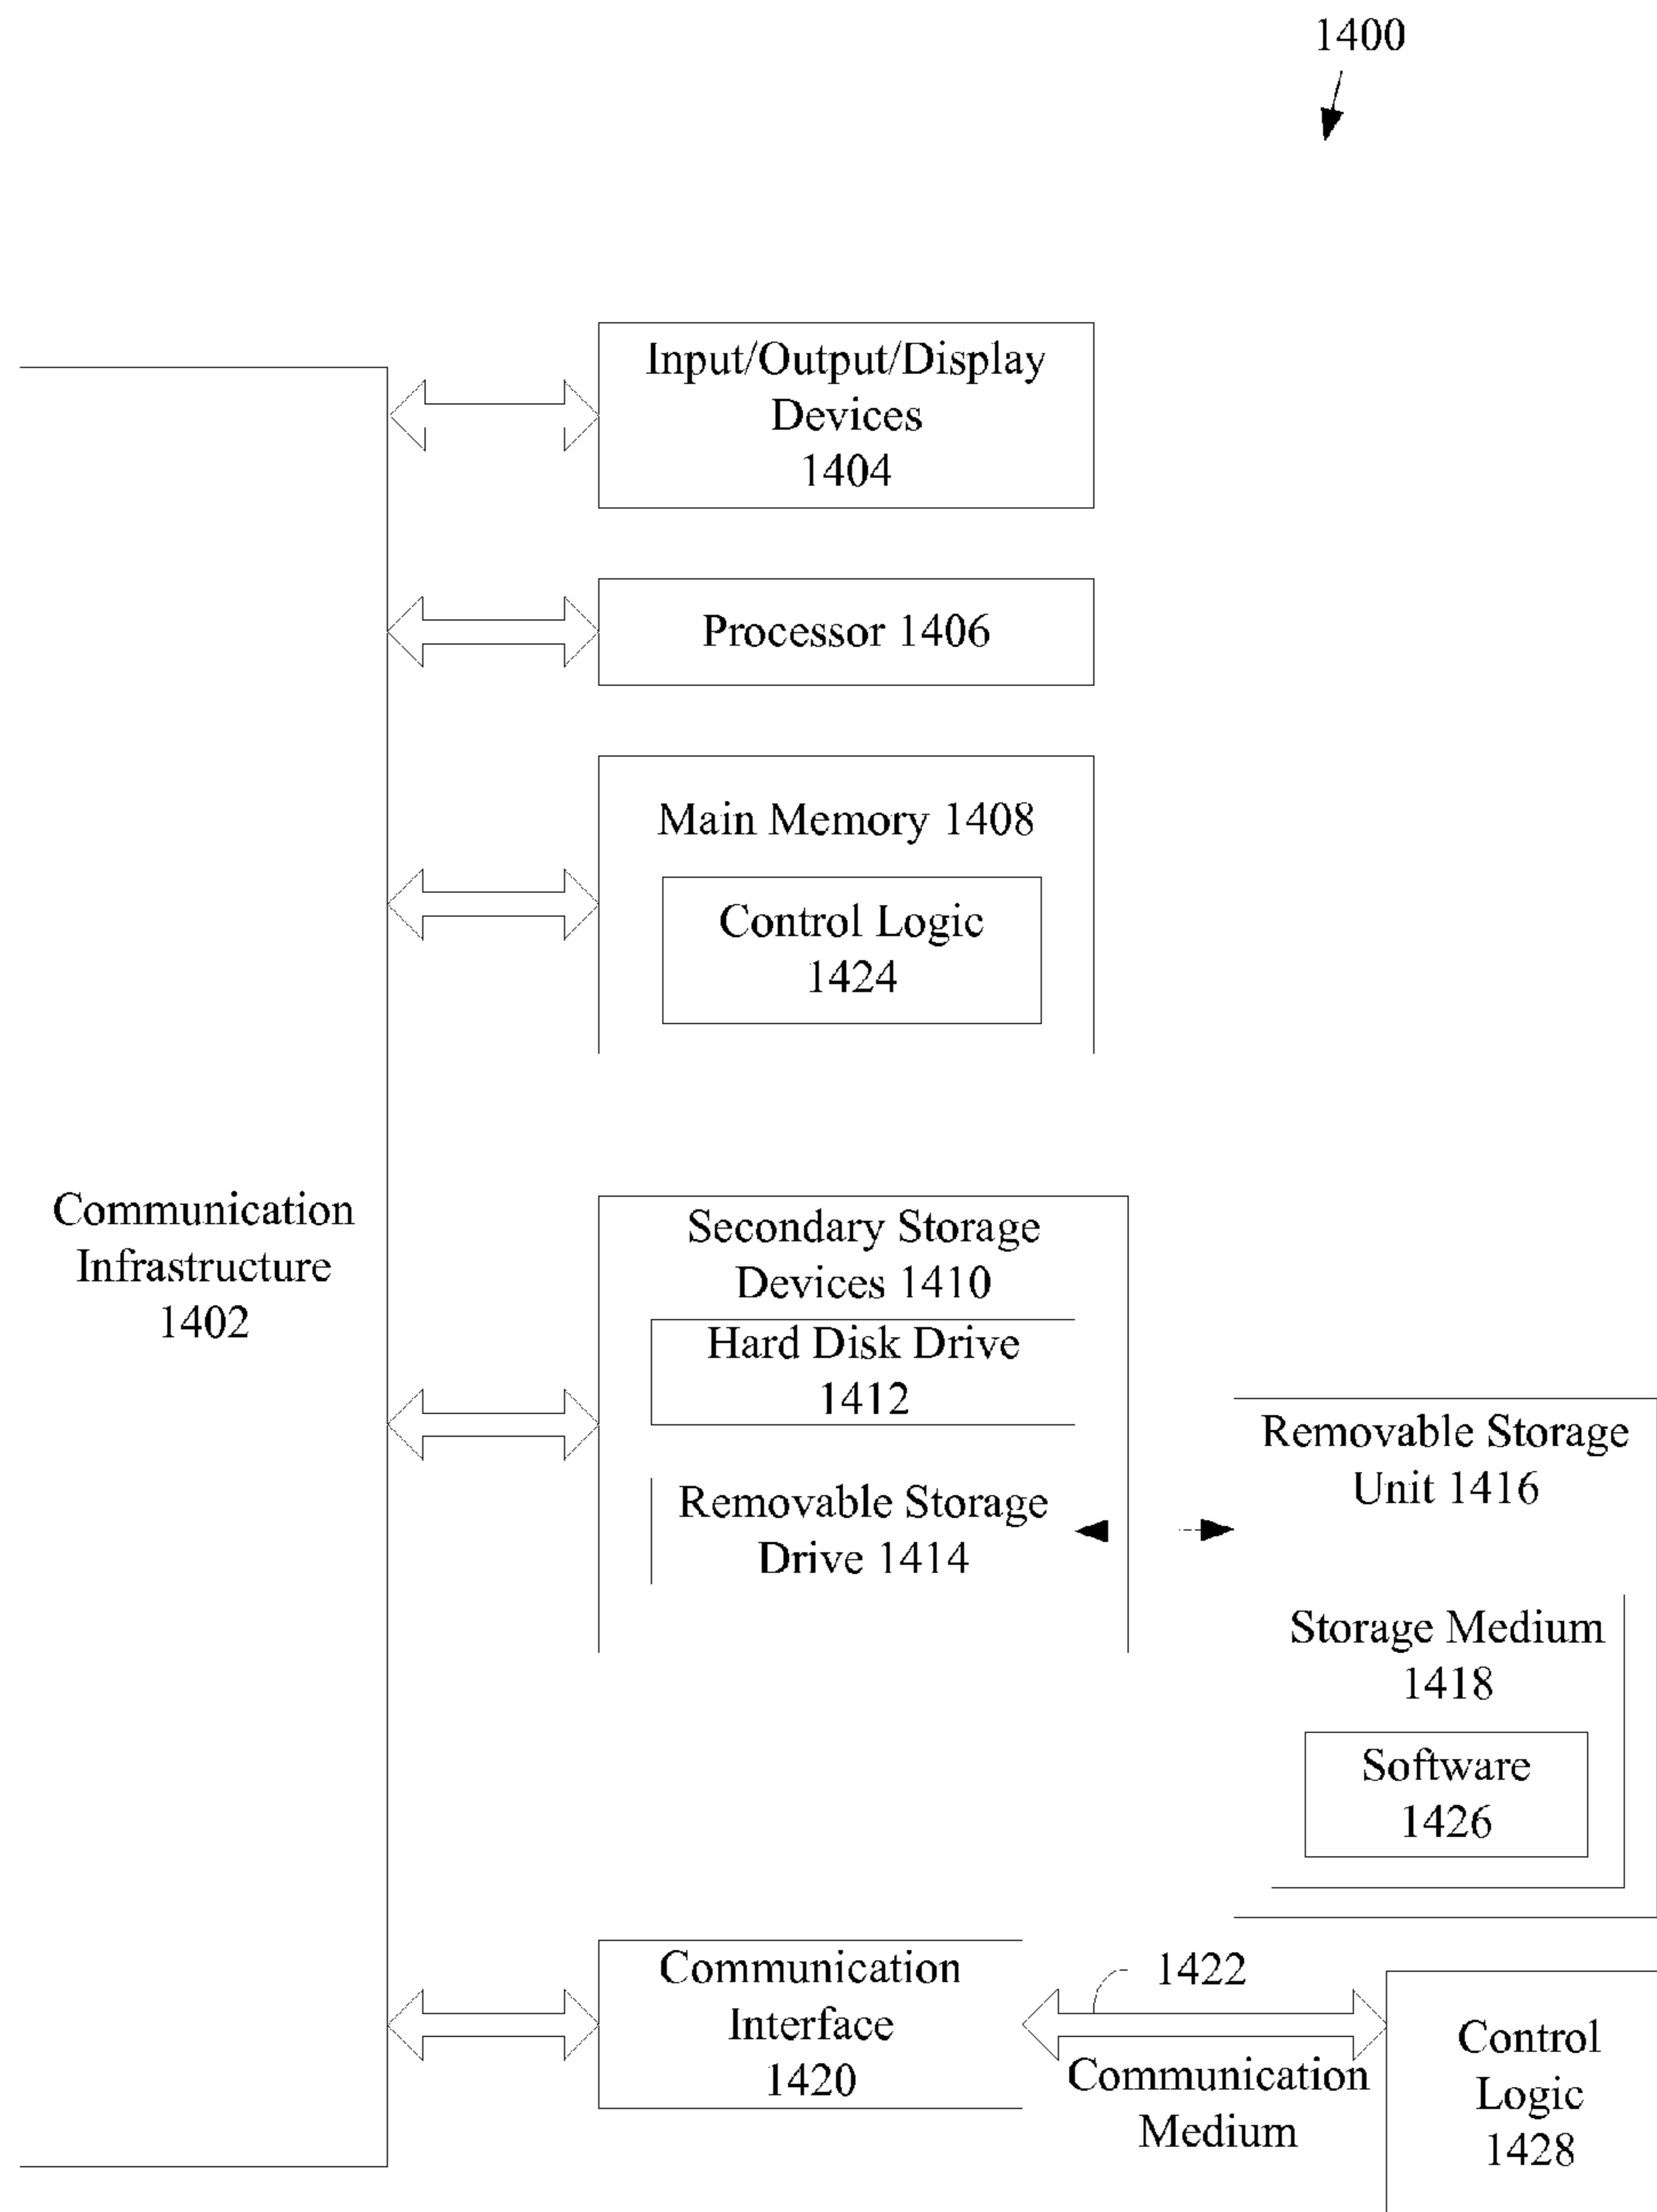 1400
Input/Output/Display
Devices
1404
Processor 1406
Main Memory 1408
Control Logic
1424
Communication
Infrastructure
1402
Secondary Storage
Devices 1410
Hard Disk Drive
1412
Removable Storage
Drive 1414
Removable Storage
Unit 1416
Storage Medium
1418
Software
1426
Communication
Interface
1420
1422
Communication
Medium
Control
Logic
1428